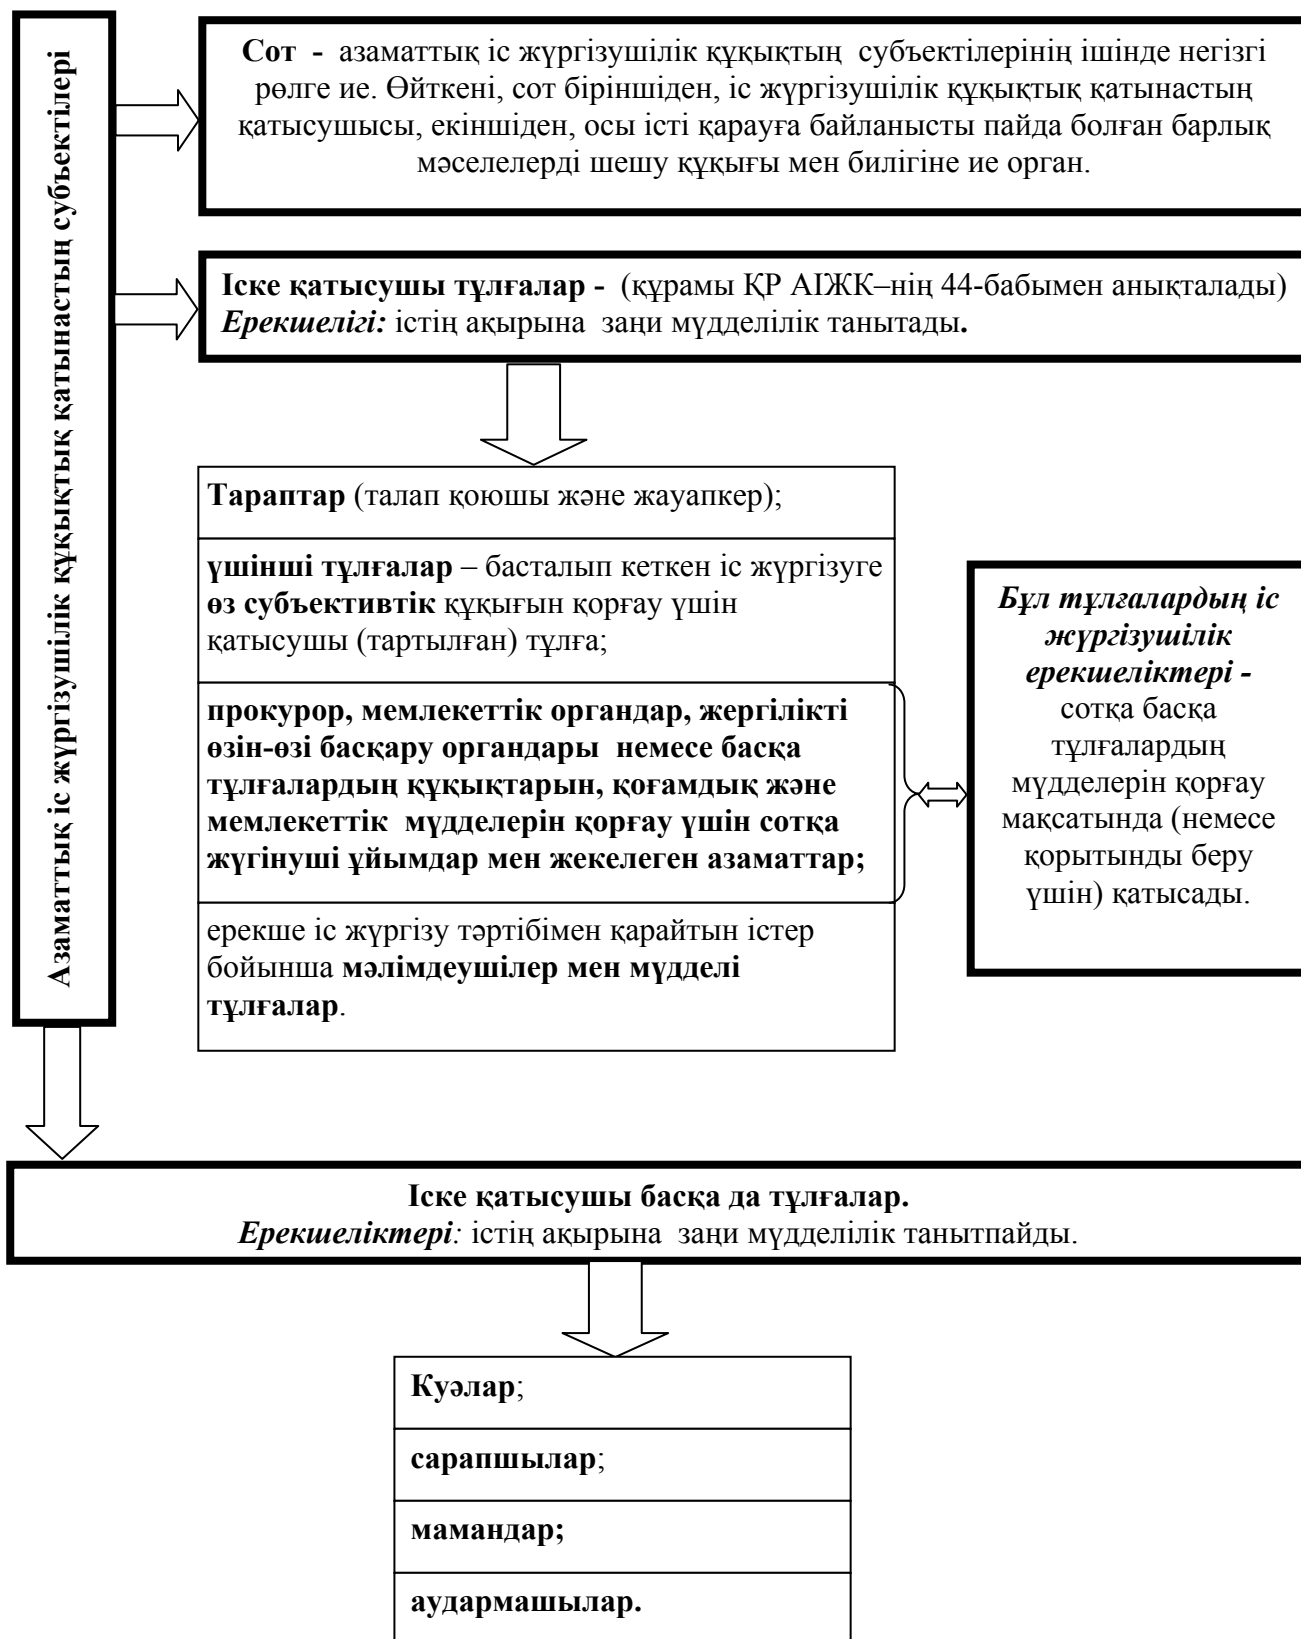 Азаматтық іс жүргізушілік құқықтық қатынастың субъектілері
Сот - азаматтық іс жүргізушілік құқықтың субъектілерінің ішінде негізгі
рөлге ие. Өйткені, сот біріншіден, іс жүргізушілік құқықтық қатынастың
қатысушысы, екіншіден, осы істі қарауға байланысты пайда болған барлық
мәселелерді шешу құқығы мен билігіне ие орган.
Іске қатысушы тұлғалар - (құрамы ҚР АІЖК–нің 44-бабымен анықталады)
Ерекшелігі: істің ақырына заңи мүдделілік танытады.
Тараптар (талап қоюшы және жауапкер);
үшінші тұлғалар – басталып кеткен іс жүргізуге
өз субъективтік құқығын қорғау үшін
қатысушы (тартылған) тұлға;
прокурор, мемлекеттік органдар, жергілікті
өзін-өзі басқару органдары немесе басқа
тұлғалардың құқықтарын, қоғамдық және
мемлекеттік мүдделерін қорғау үшін сотқа
жүгінуші ұйымдар мен жекелеген азаматтар;
ерекше іс жүргізу тәртібімен қарайтын істер
бойынша мәлімдеушілер мен мүдделі
тұлғалар.
Бұл тұлғалардың іс
жүргізушілік
ерекшеліктері -
сотқа басқа
тұлғалардың
мүдделерін қорғау
мақсатында (немесе
қорытынды беру
үшін) қатысады.
Іске қатысушы басқа да тұлғалар.
Ерекшеліктері: істің ақырына заңи мүдделілік танытпайды.
Куәлар;
сарапшылар;
мамандар;
аудармашылар.